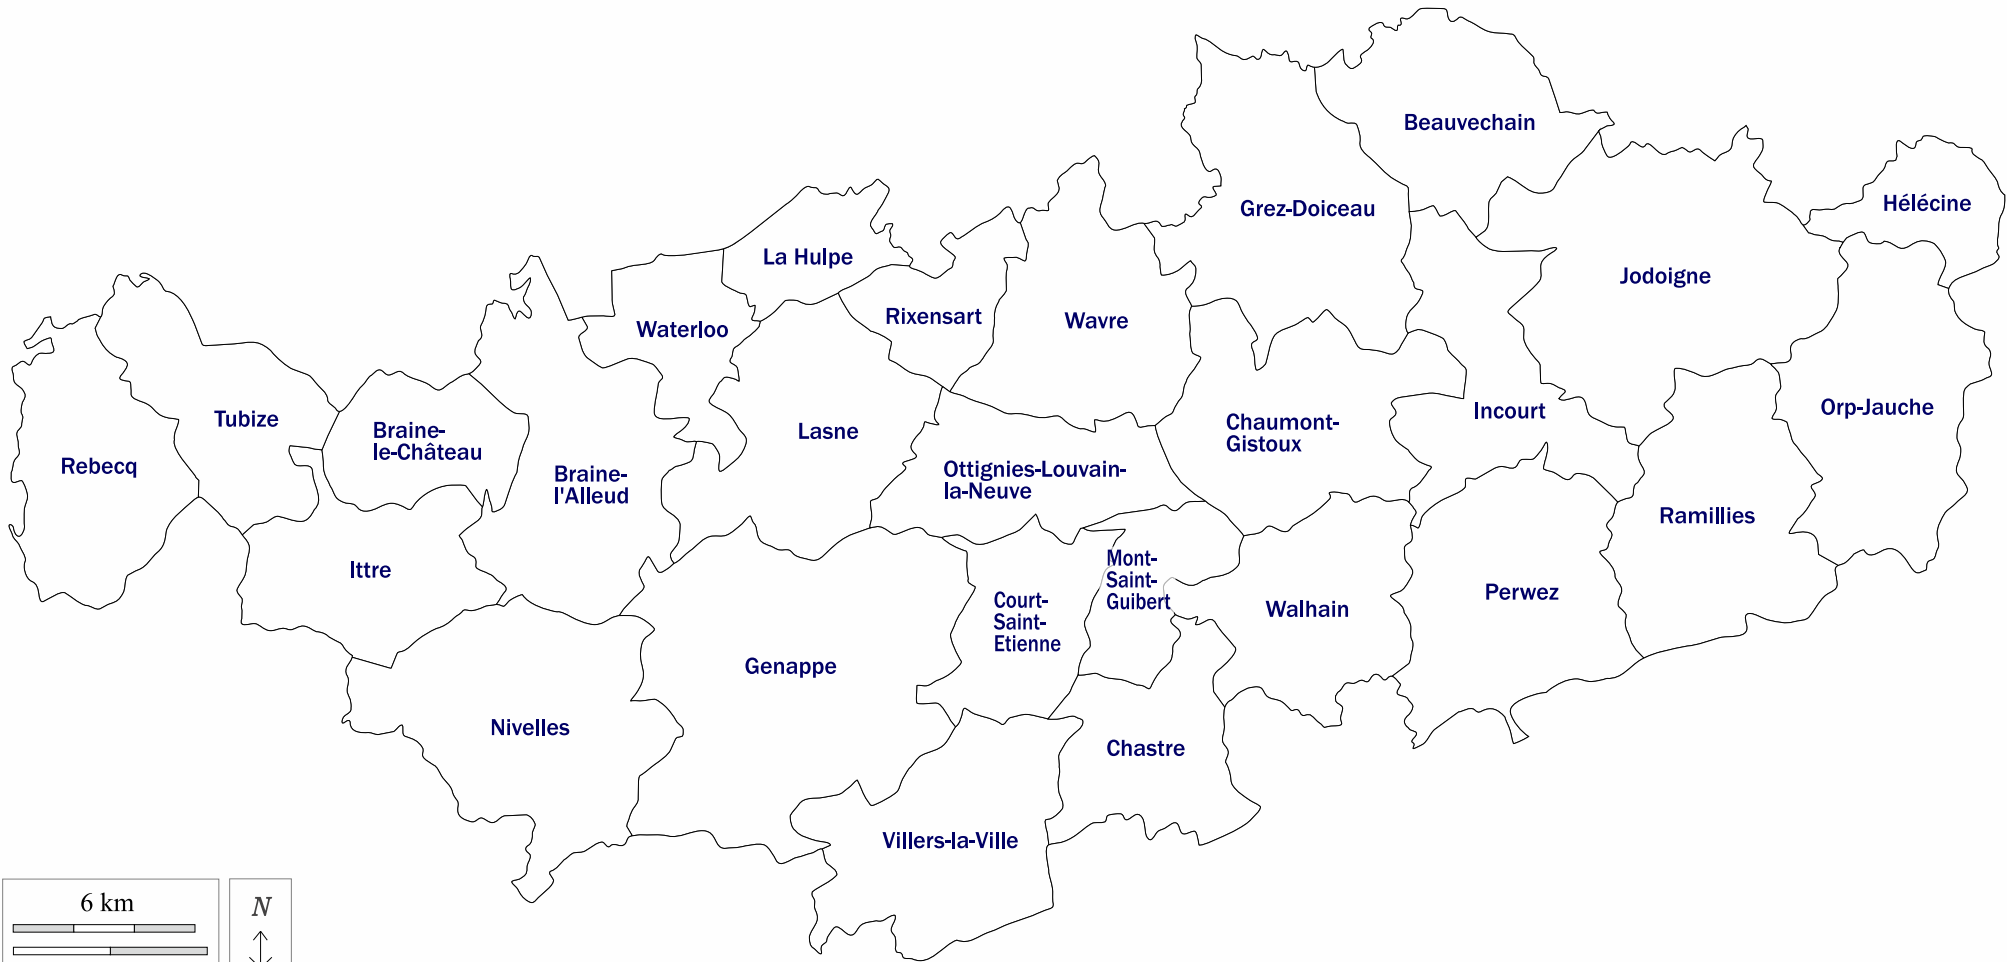 Beauvechain
Hélécine
Grez-Doiceau
La Hulpe
Jodoigne
Rixensart
Wavre
Waterloo
Tubize
Braine-
le-Château
Lasne
Chaumont-
Gistoux
Incourt
Orp-Jauche
Rebecq
Braine-
l'Alleud
Ottignies-Louvain-
la-Neuve
Ramillies
Ittre
Mont-
Saint-
Guibert
Court-
Saint-
Etienne
Walhain
Perwez
Genappe
Nivelles
Chastre
Villers-la-Ville
6 km
N